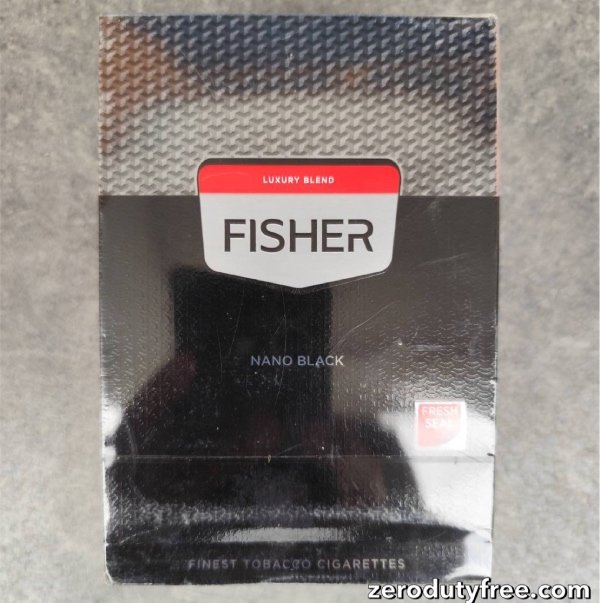 LUXURY BLEND
FISHER
NANO BLACK
FRESH
SEAL
FINEST TOBACCO CIGARETTES
zerodutyfree.com